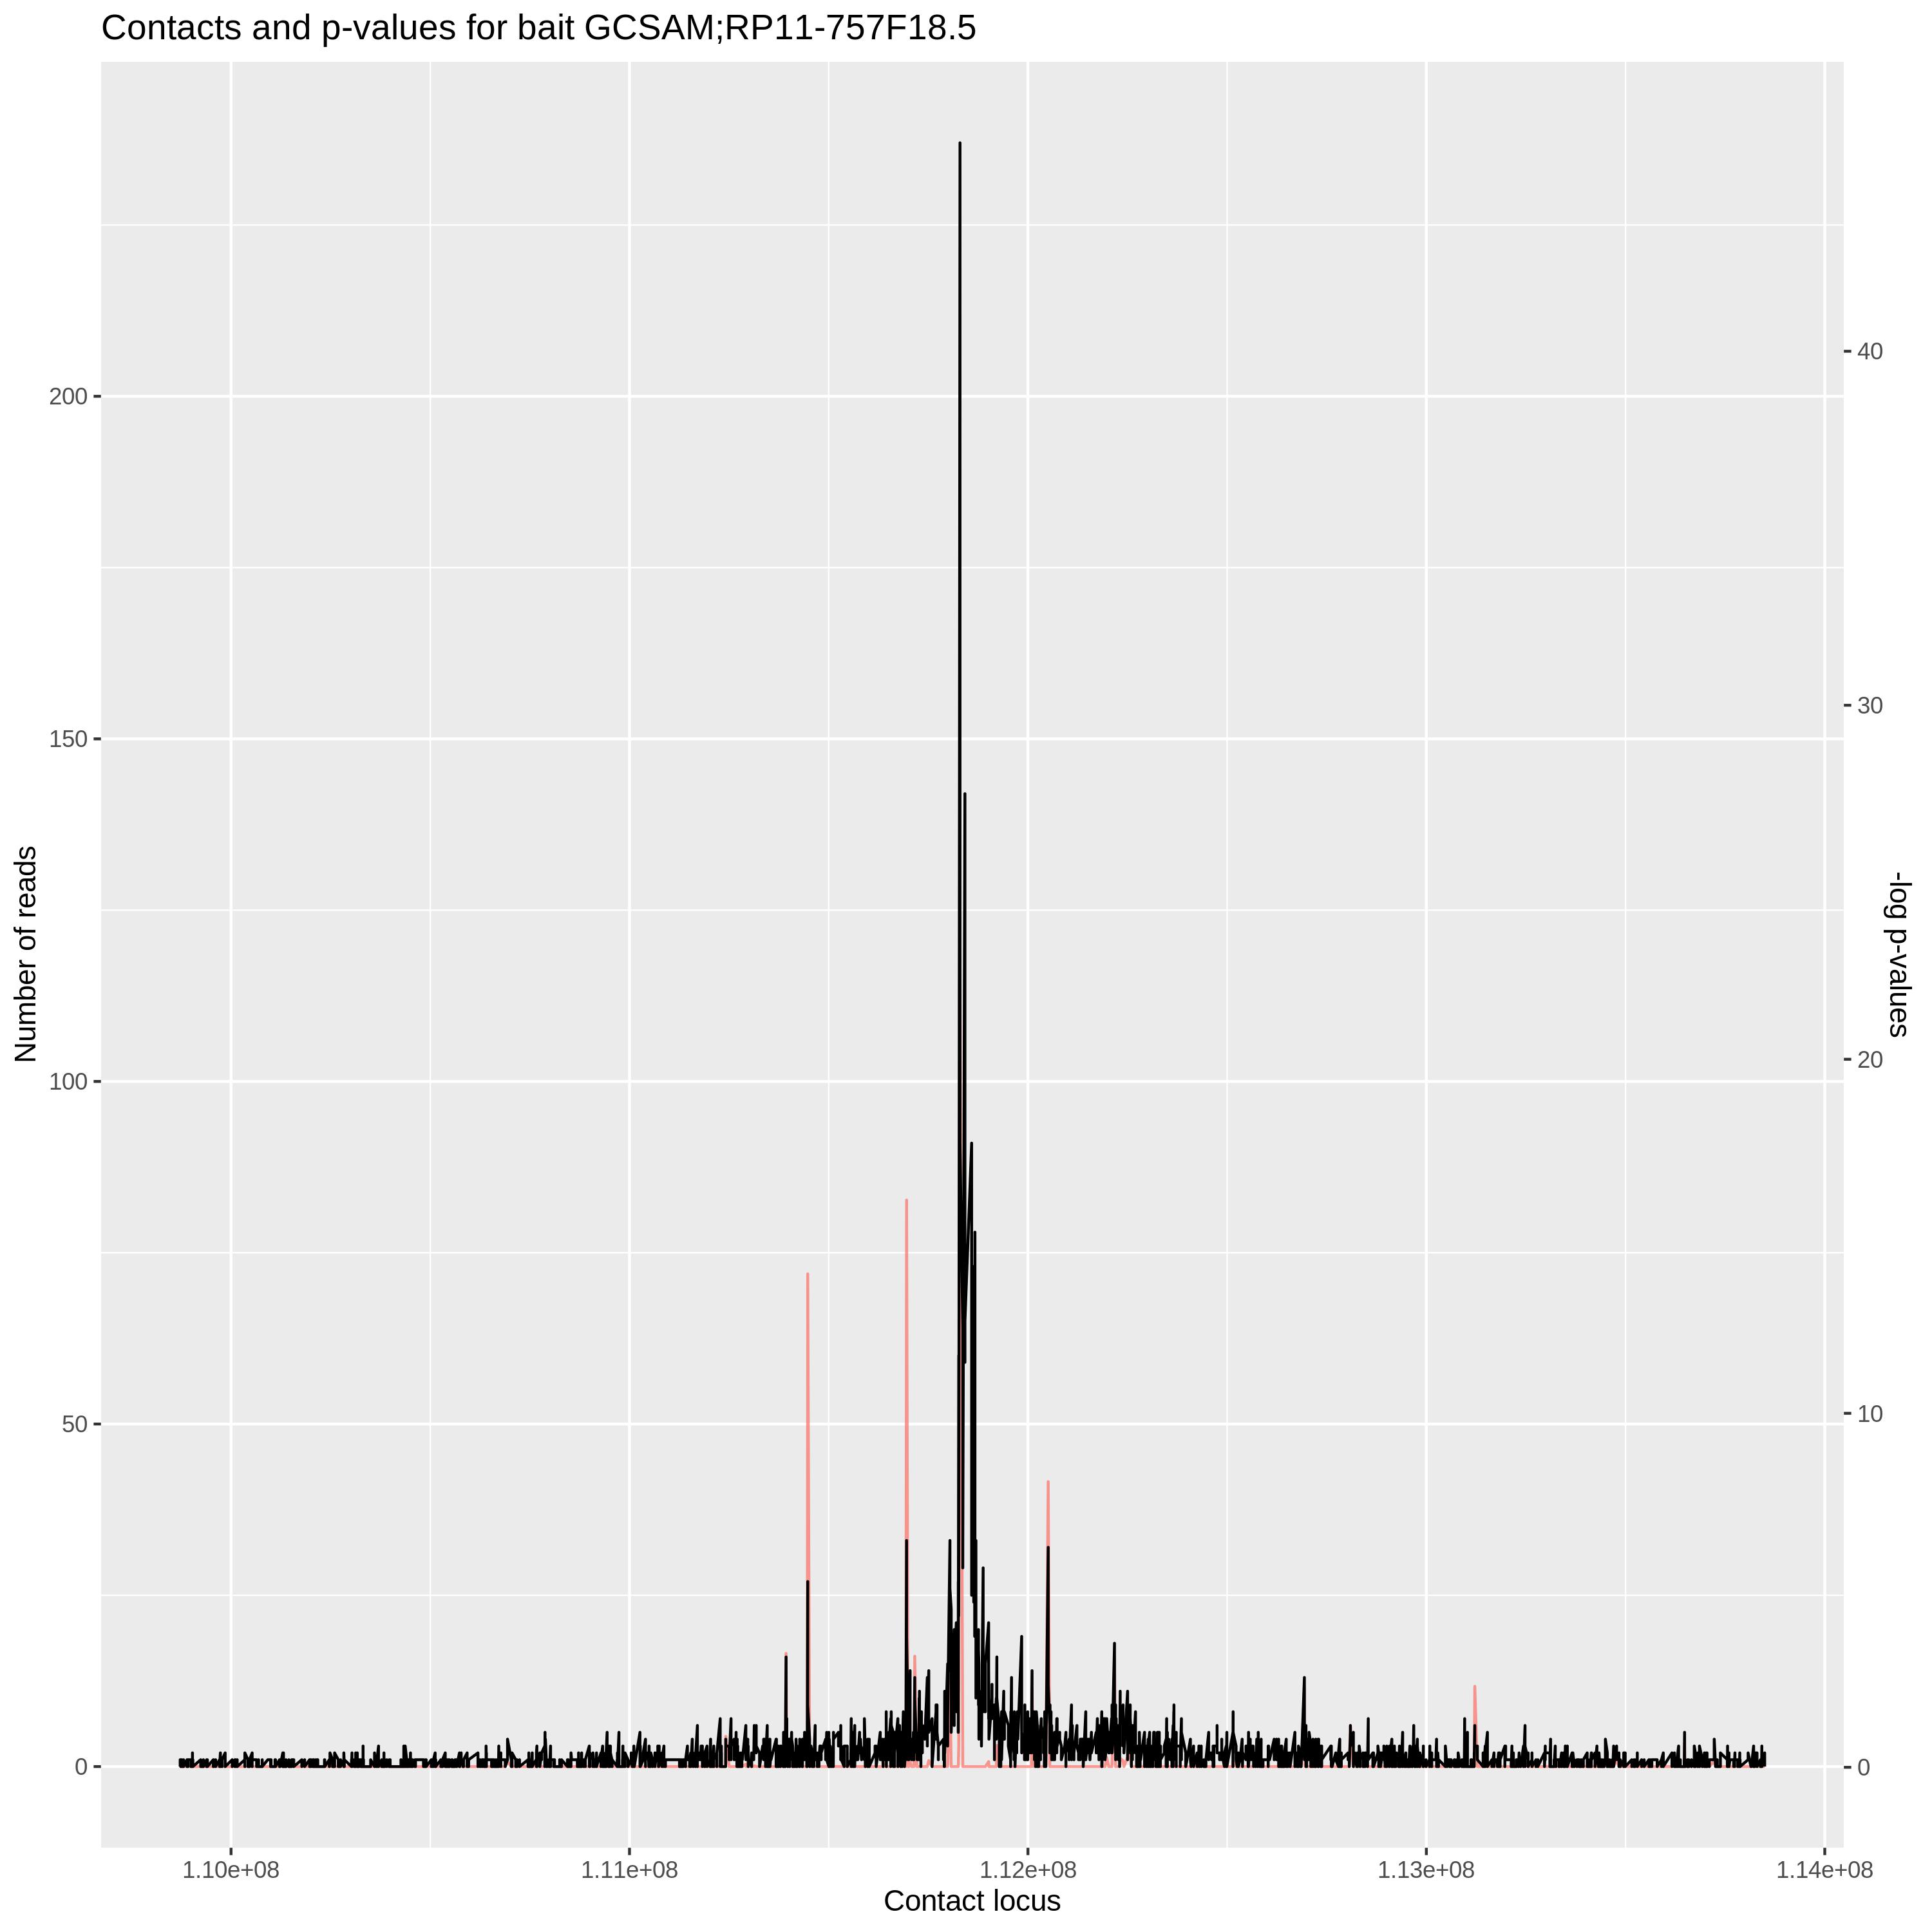 Contacts and p-values for bait GCSAM;RP11-757F18.5
200
150
100
50
0
Number of reads
40
30
20
10
0
-log p-values
1.10e+08
1.11e+08
1.12e+08
1.13e+08
1.14e+08
Contact locus